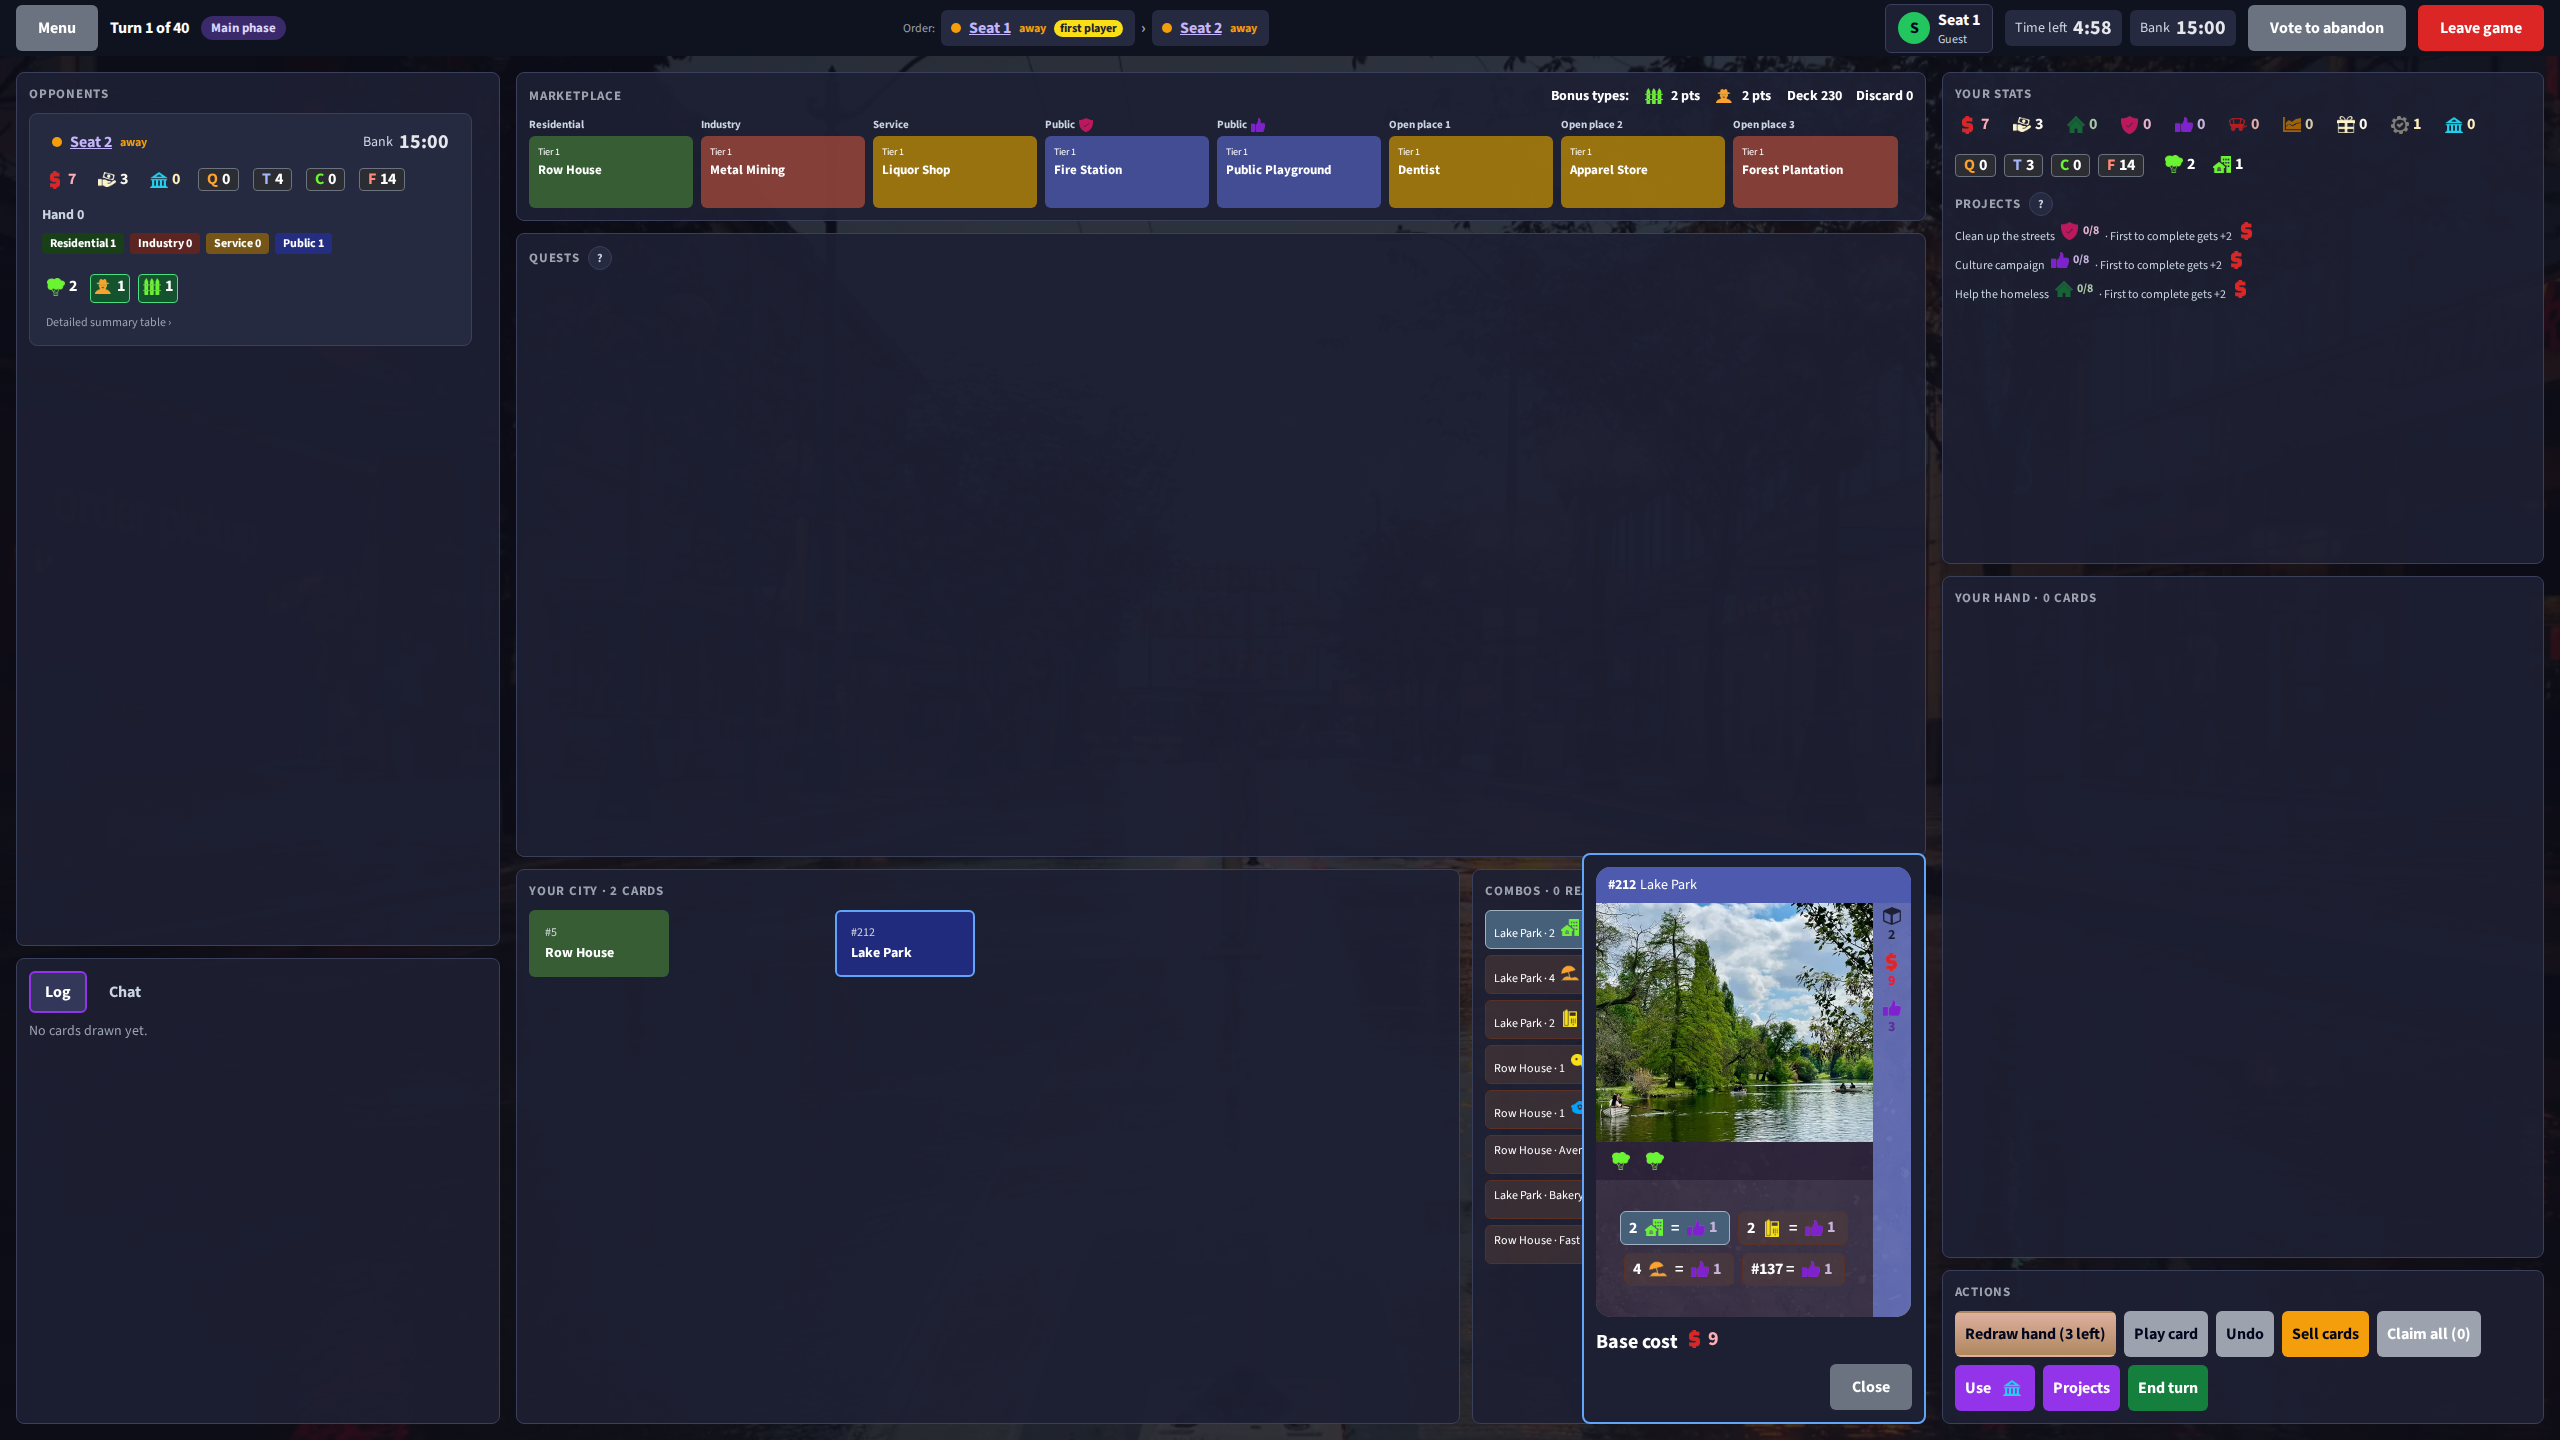 Menu
Turn 1 of 40
Main phase
Order:
Seat 1 away first player
›
Seat 2 away
S
Seat 1
Guest
Time left 4:58
Bank 15:00
Vote to abandon
Leave game
OPPONENTS
Seat 2 away
Bank 15:00
7 3 0 Q 0 T 4 C 0 F 14
Hand 0
Residential 1 Industry 0 Service 0 Public 1
2 1 1
Detailed summary table ›
MARKETPLACE
Bonus types: 2 pts 2 pts Deck 230 Discard 0
Residential
Tier 1
Row House
Industry
Tier 1
Metal Mining
Service
Tier 1
Liquor Shop
Public
Tier 1
Fire Station
Public
Tier 1
Public Playground
Open place 1
Tier 1
Dentist
Open place 2
Tier 1
Apparel Store
Open place 3
Tier 1
Forest Plantation
QUESTS ?
YOUR STATS
7 3 0 0 0 0 0 0 1 0
Q 0 T 3 C 0 F 14 2 1
PROJECTS ?
Clean up the streets 0/8 · First to complete gets +2
Culture campaign 0/8 · First to complete gets +2
Help the homeless 0/8 · First to complete gets +2
YOUR HAND · 0 CARDS
Log
Chat
No cards drawn yet.
YOUR CITY · 2 CARDS
#5
Row House
#212
Lake Park
COMBOS · 0 RE
Lake Park · 2
Lake Park · 4
Lake Park · 2
Row House · 1
Row House · 1
Row House · Aver
Lake Park · Bakery
Row House · Fast
#212 Lake Park
2
9
3
2 = 1
2 = 1
4 = 1
#137 = 1
Base cost 9
Close
ACTIONS
Redraw hand (3 left)
Play card
Undo
Sell cards
Claim all (0)
Use
Projects
End turn